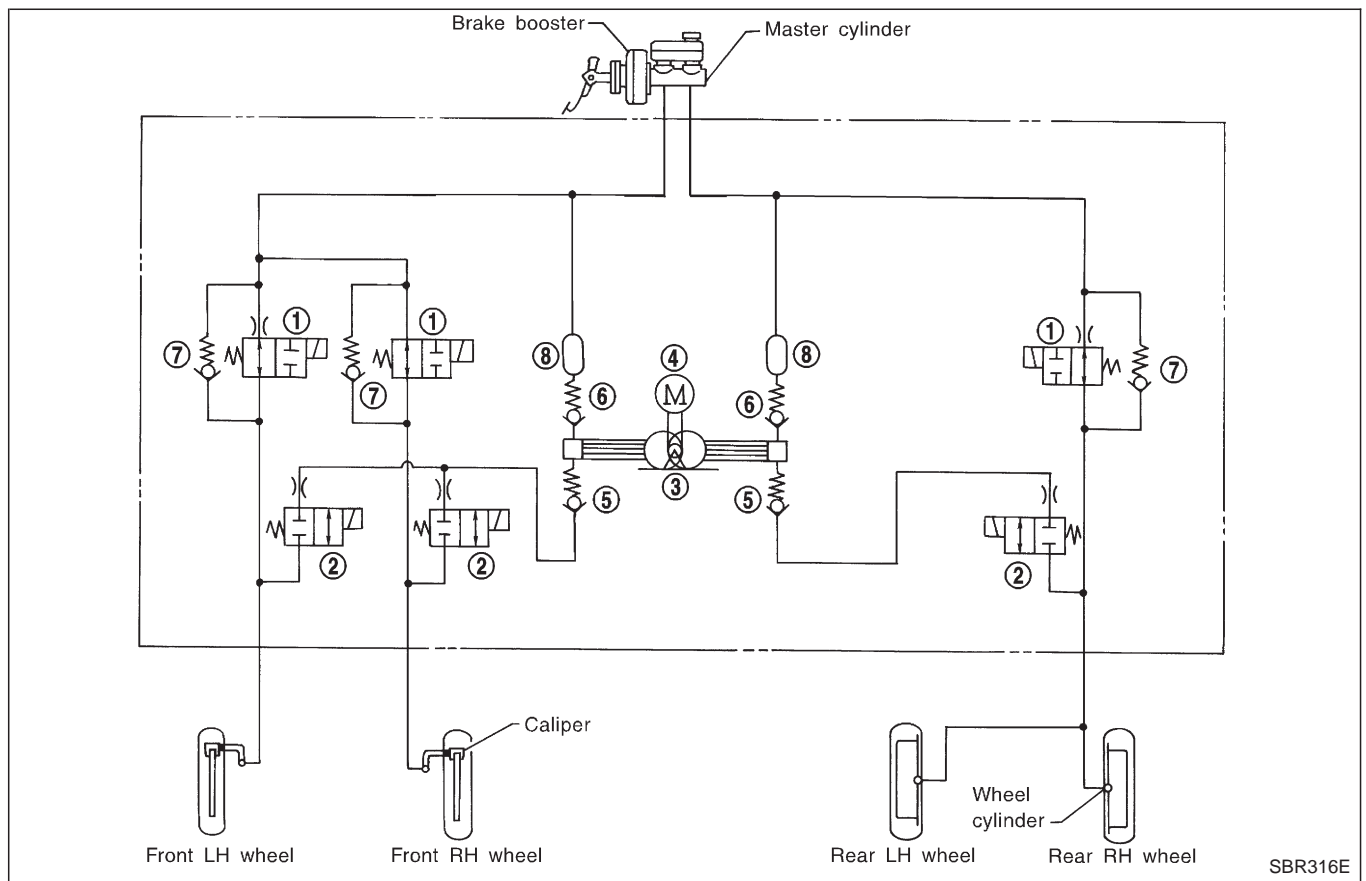 Brake booster
Master cylinder
1
1
1
7
7
7
8
4
8
M
6
6
5
3
5
2
2
2
Caliper
Wheel
cylinder
Front LH wheel
Front RH wheel
Rear LH wheel
Rear RH wheel
SBR316E